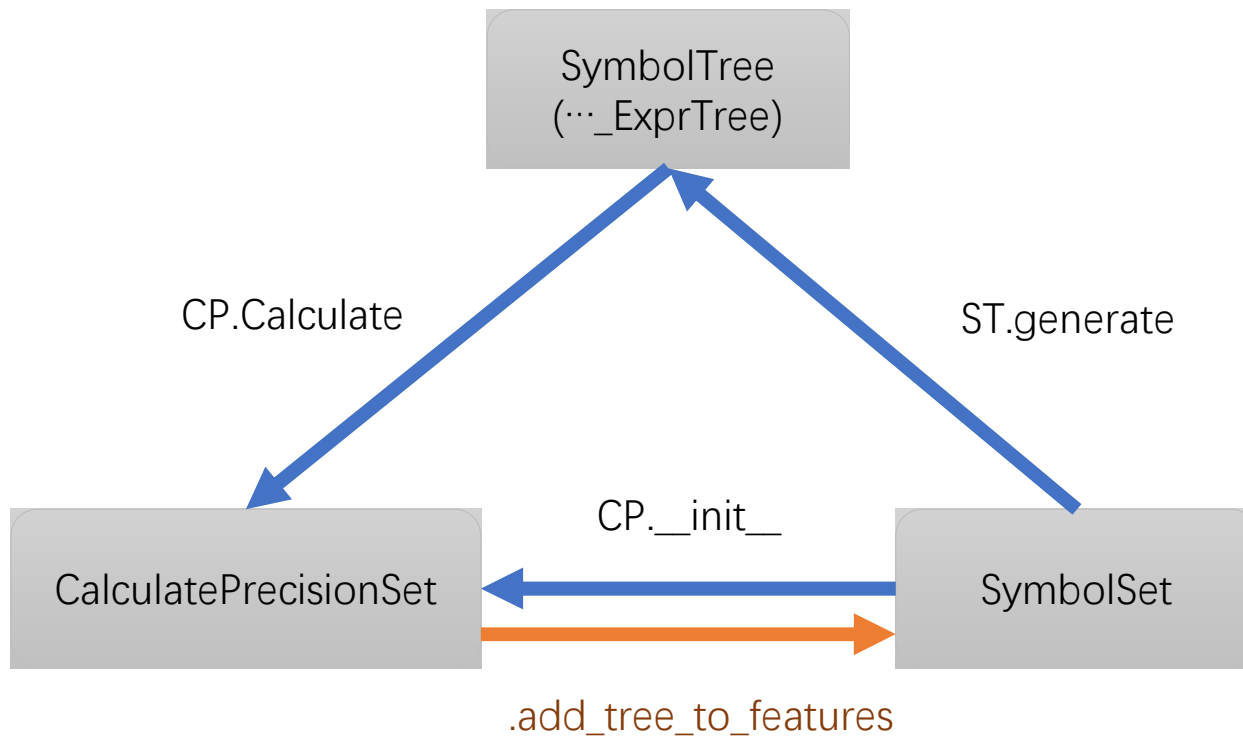 SymbolTree
(…_ExprTree)
CP.Calculate
ST.generate
CP.__init__
CalculatePrecisionSet
SymbolSet
.add_tree_to_features